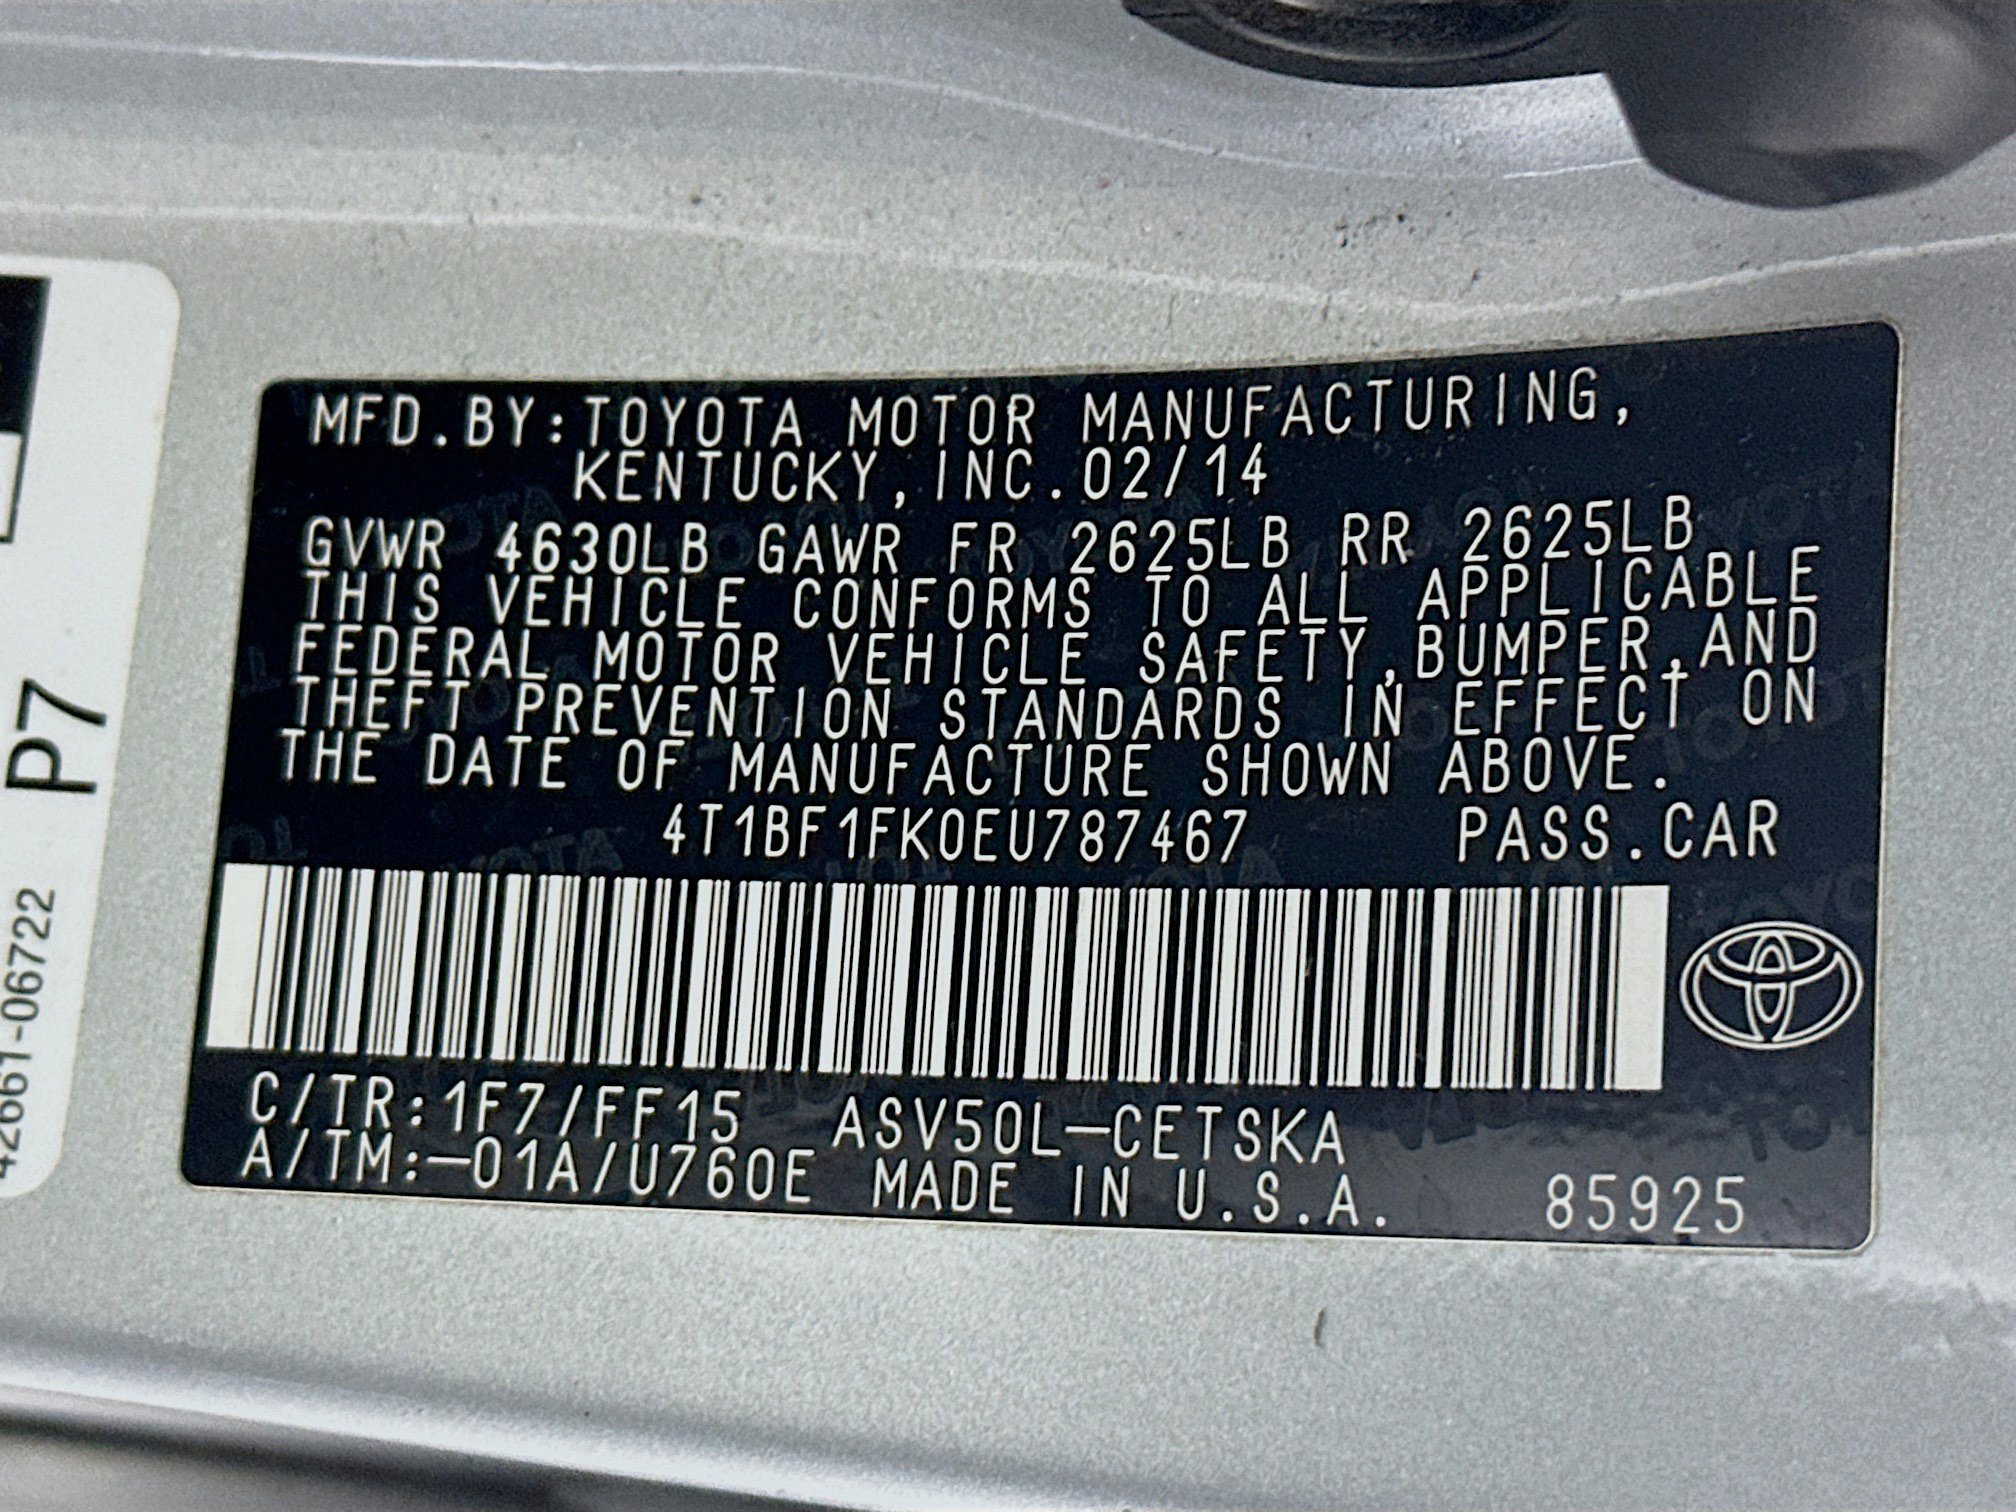 MFD.BY:TOYOTA MOTOR MANUFACTURING,
KENTUCKY,INC.02/14
GVWR 4630LB GAWR FR 2625LB RR 2625LB
THIS VEHICLE CONFORMS TO ALL APPLICABLE
FEDERAL MOTOR VEHICLE SAFETY,BUMPER,AND
THEFT PREVENTION STANDARDS IN EFFECT ON
THE DATE OF MANUFACTURE SHOWN ABOVE.
4T1BF1FK0EU787467 PASS.CAR
C/TR:1F7/FF15 ASV50L-CETSKA
A/TM:-01A/U760E MADE IN U.S.A. 85925
P7
42661-06722